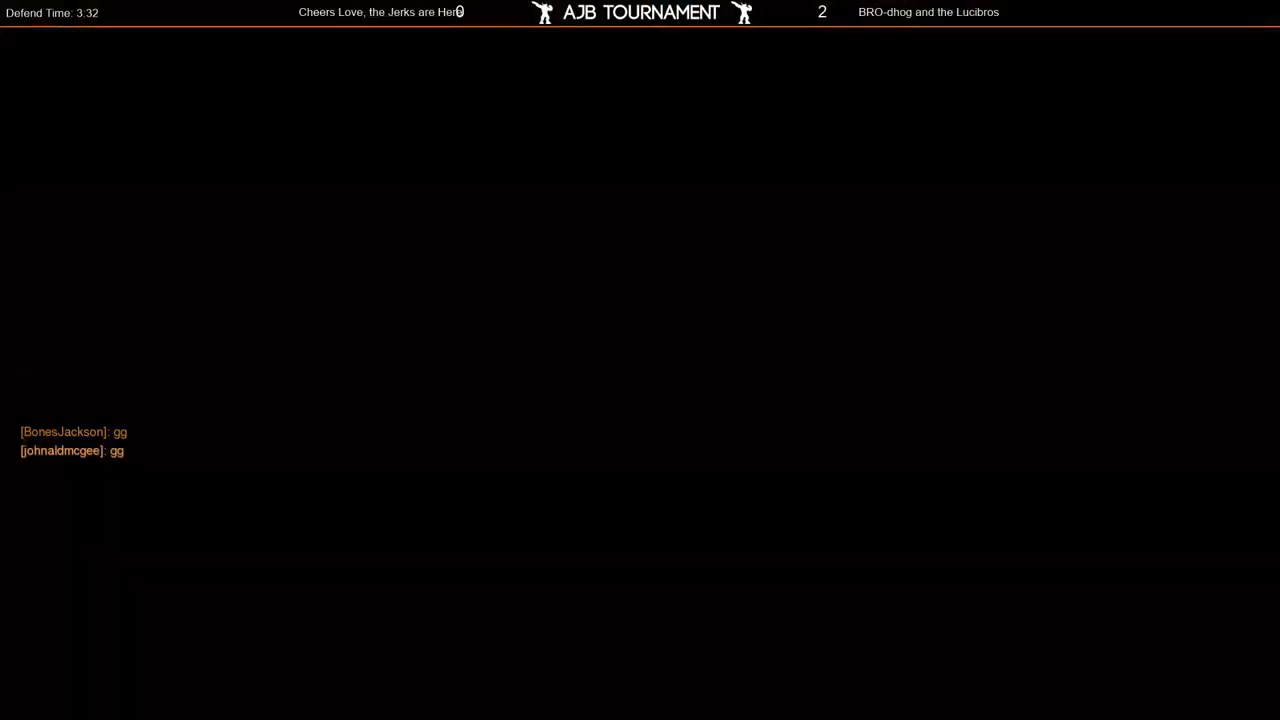 Defend Time: 3:32
Cheers Love, the Jerks are Here
0
AJB TOURNAMENT
2
BRO-dhog and the Lucibros
[BonesJackson]: gg
[johnaldmcgee]: gg